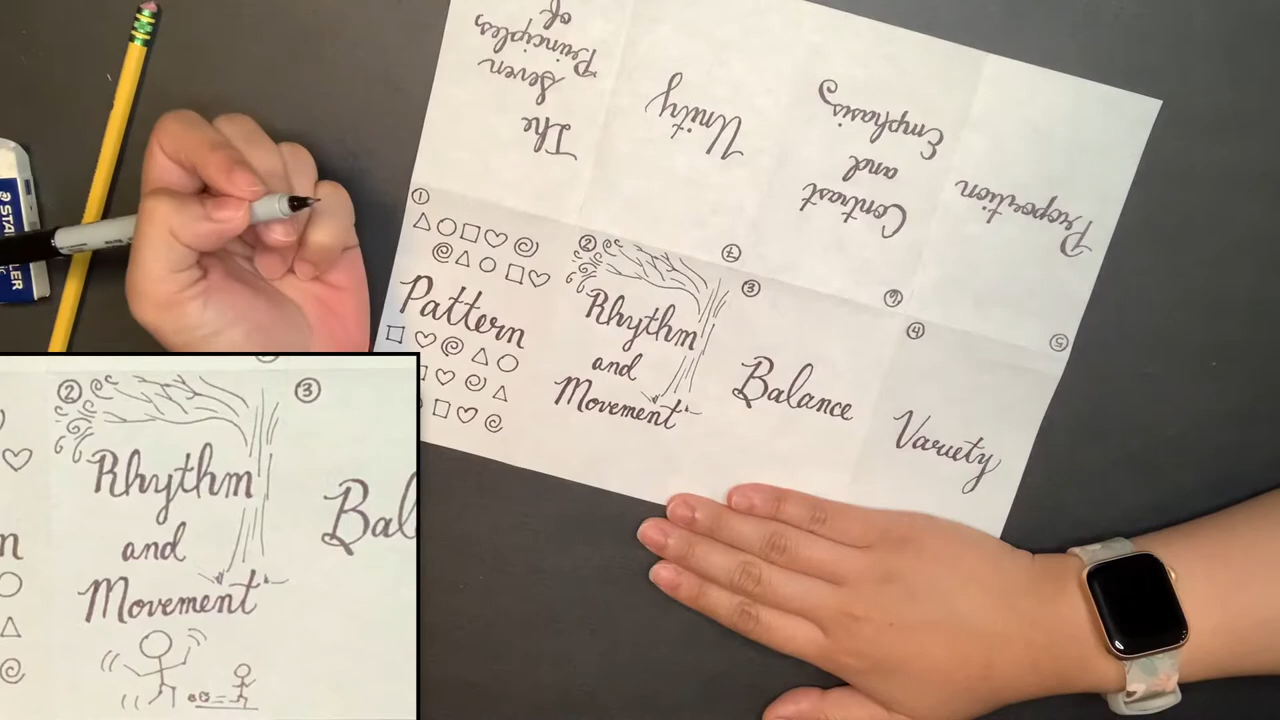 The
Seven
Principles
of
Unity
Contrast
and
Emphasis
Proportion
①
Pattern
②
Rhythm
and
Movement
③
Balance
④
Variety
⑤
⑥
⑦
STAEDTLER
②
Rhythm
and
Movement
③
Bal
n